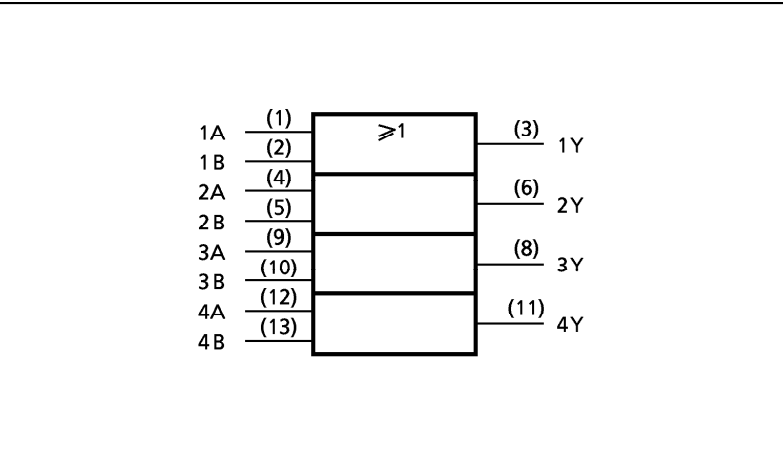 1A (1) ⩾1 (3) 1Y
1B (2)
2A (4) (6) 2Y
2B (5)
3A (9) (8) 3Y
3B (10)
4A (12) (11) 4Y
4B (13)